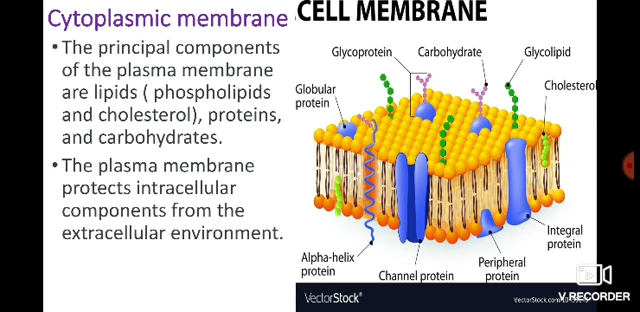 Cytoplasmic membrane
• The principal components
of the plasma membrane
are lipids ( phospholipids
and cholesterol), proteins,
and carbohydrates.
• The plasma membrane
protects intracellular
components from the
extracellular environment.
CELL MEMBRANE
Glycoprotein
Carbohydrate
Glycolipid
Globular
protein
Cholesterol
Alpha-helix
protein
Channel protein
Peripheral
protein
Integral
protein
VectorStock®
VectorStock.com/
V.RECORDER